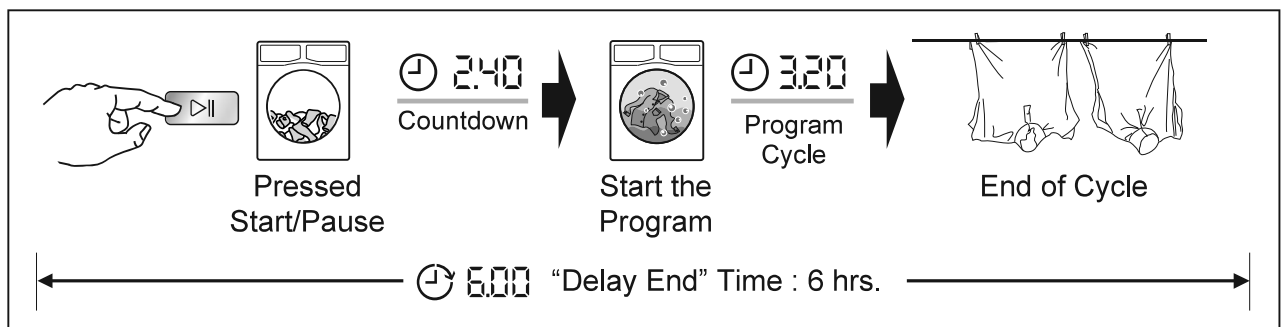 2.40
Countdown
3.20
Program
Cycle
Pressed
Start/Pause
Start the
Program
End of Cycle
6.00 “Delay End” Time : 6 hrs.